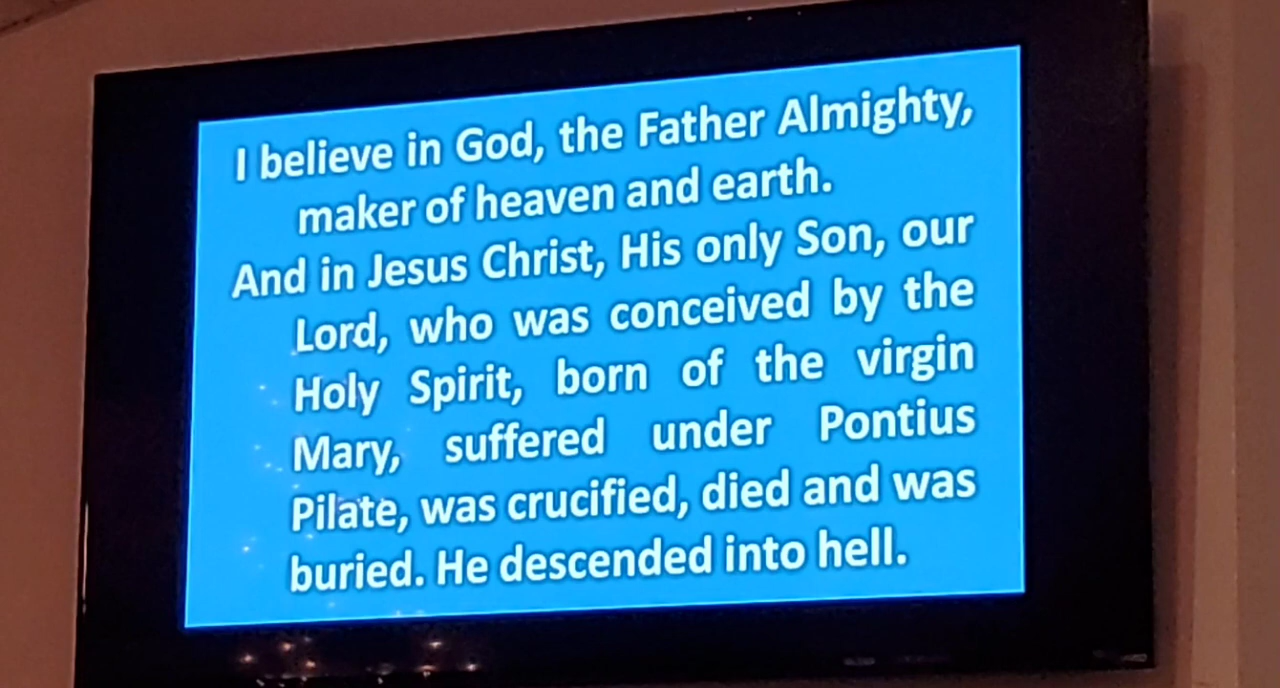 I believe in God, the Father Almighty,
maker of heaven and earth.
And in Jesus Christ, His only Son, our
Lord, who was conceived by the
Holy Spirit, born of the virgin
Mary, suffered under Pontius
Pilate, was crucified, died and was
buried. He descended into hell.